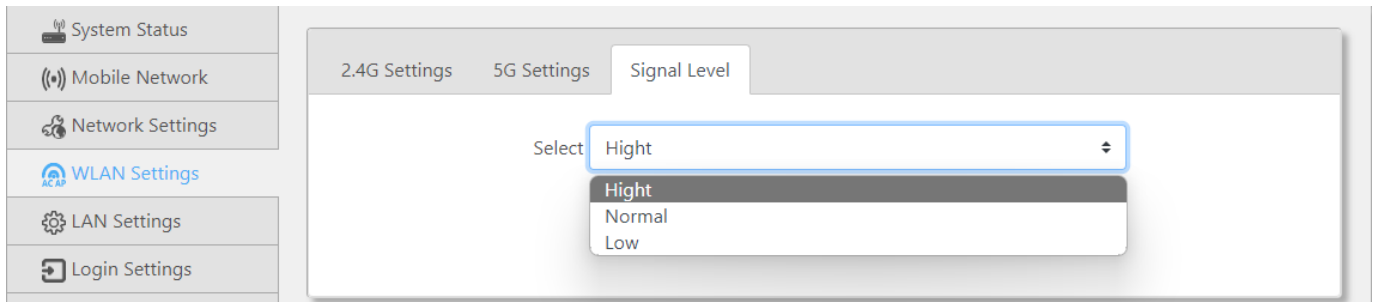 System Status
Mobile Network
Network Settings
AC AP
WLAN Settings
LAN Settings
Login Settings
2.4G Settings
5G Settings
Signal Level
Select
Hight
Hight
Normal
Low